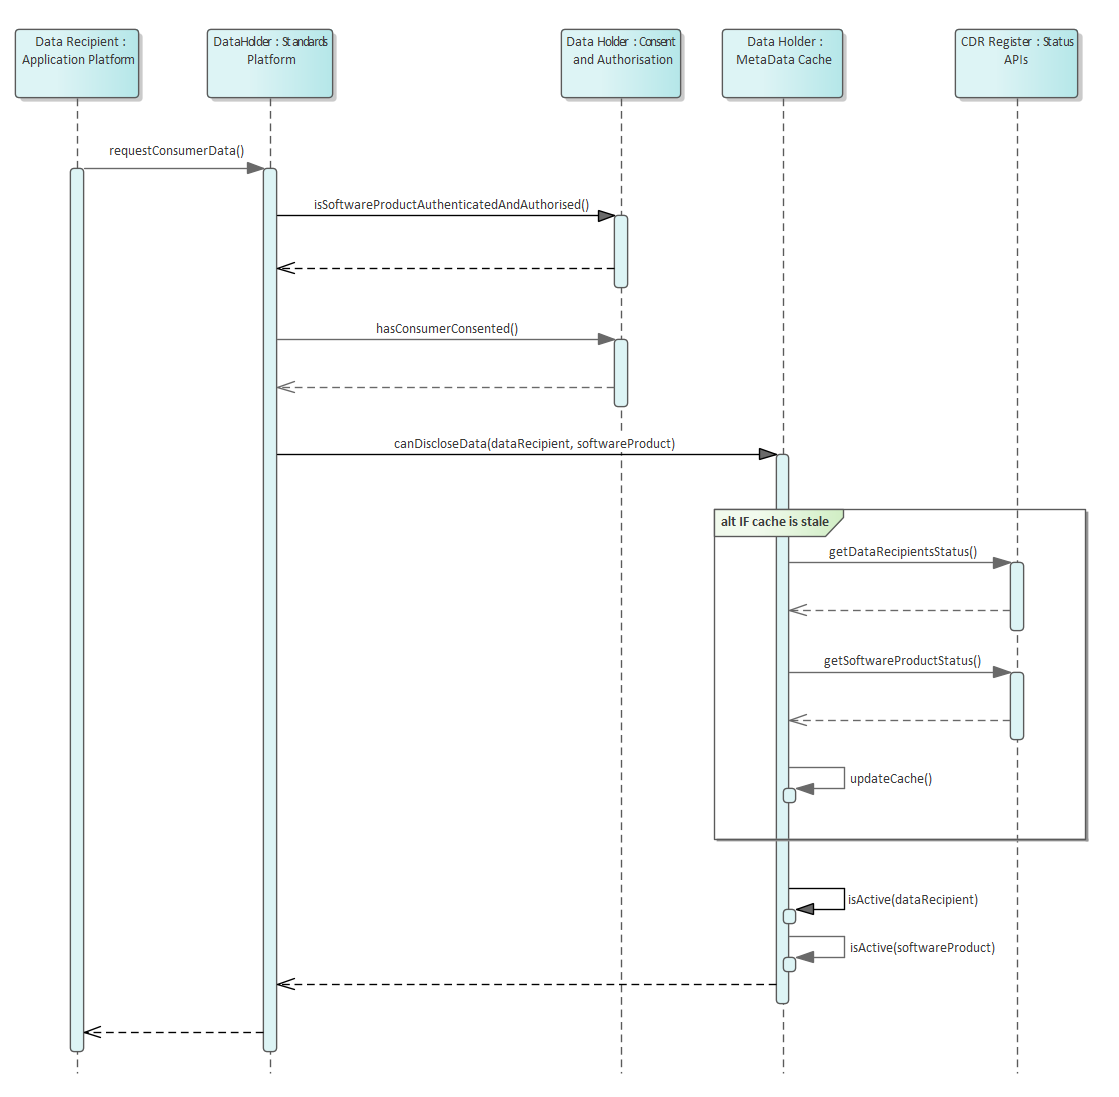 Data Recipient :
Application Platform
DataHolder : Standards
Platform
Data Holder : Consent
and Authorisation
Data Holder :
MetaData Cache
CDR Register : Status
APIs
requestConsumerData()
isSoftwareProductAuthenticatedAndAuthorised()
hasConsumerConsented()
canDiscloseData(dataRecipient, softwareProduct)
alt IF cache is stale
getDataRecipientsStatus()
getSoftwareProductStatus()
updateCache()
isActive(dataRecipient)
isActive(softwareProduct)